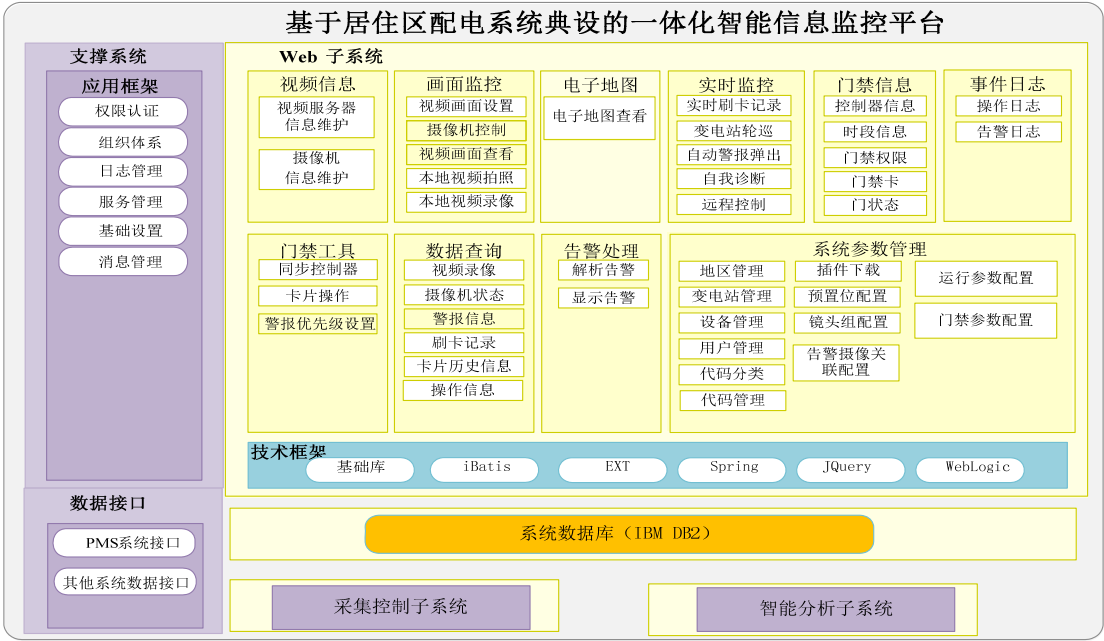 基于居住区配电系统典设的一体化智能信息监控平台
支撑系统
应用框架
权限认证
组织体系
日志管理
服务管理
基础设置
消息管理
数据接口
PMS系统接口
其他系统数据接口
Web 子系统
视频信息
视频服务器
信息维护
摄像机
信息维护
画面监控
视频画面设置
摄像机控制
视频画面查看
本地视频拍照
本地视频录像
电子地图
电子地图查看
实时监控
实时刷卡记录
变电站轮巡
自动警报弹出
自我诊断
远程控制
门禁信息
控制器信息
时段信息
门禁权限
门禁卡
门状态
事件日志
操作日志
告警日志
门禁工具
同步控制器
卡片操作
警报优先级设置
数据查询
视频录像
摄像机状态
警报信息
刷卡记录
卡片历史信息
操作信息
告警处理
解析告警
显示告警
系统参数管理
地区管理
变电站管理
设备管理
用户管理
代码分类
代码管理
插件下载
预置位配置
镜头组配置
告警摄像关
联配置
运行参数配置
门禁参数配置
技术框架
基础库
iBatis
EXT
Spring
JQuery
WebLogic
系统数据库（IBM DB2）
采集控制子系统
智能分析子系统